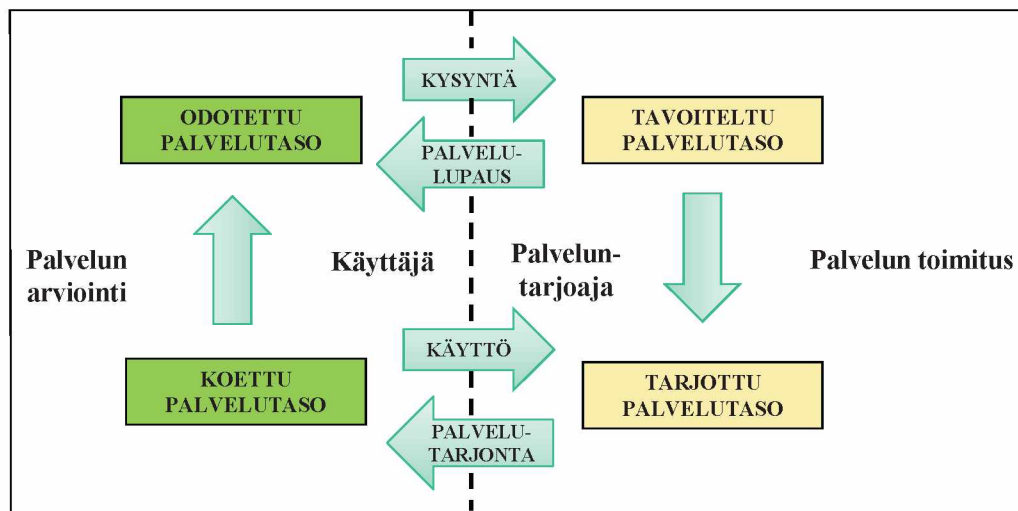 KYSYNTÄ
ODOTETTU
PALVELUTASO
TAVOITELTU
PALVELUTASO
PALVELU-
LUPAUS
Palvelun
arviointi
Käyttäjä
Palvelun-
tarjoaja
Palvelun toimitus
KÄYTTÖ
KOETTU
PALVELUTASO
TARJOTTU
PALVELUTASO
PALVELU-
TARJONTA